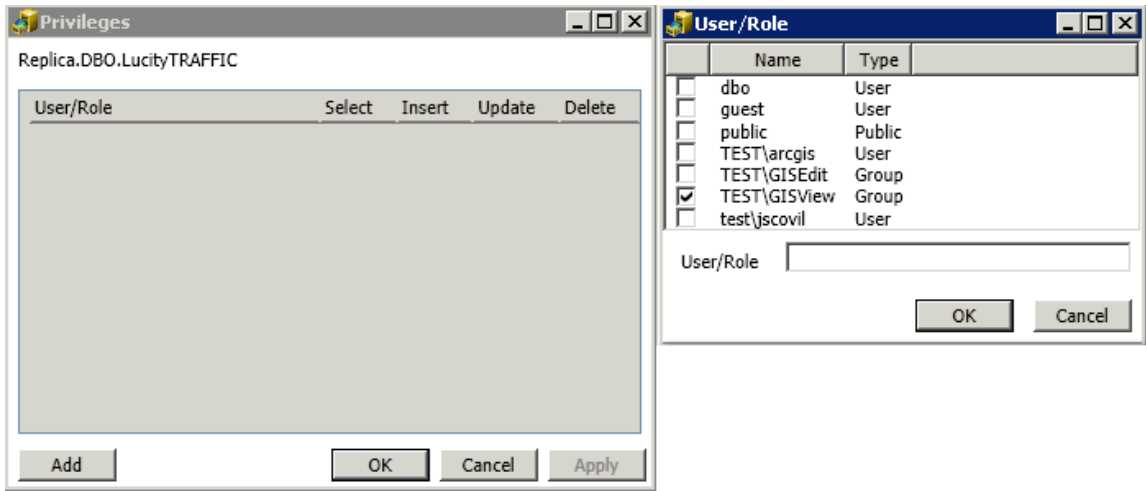 Privileges
Replica.DBO.LucityTRAFFIC
User/Role Select Insert Update Delete
Add OK Cancel Apply
User/Role
Name Type
dbo User
guest User
public Public
TEST\arcgis User
TEST\GISEdit Group
TEST\GISView Group
test\jscovil User
User/Role
OK Cancel